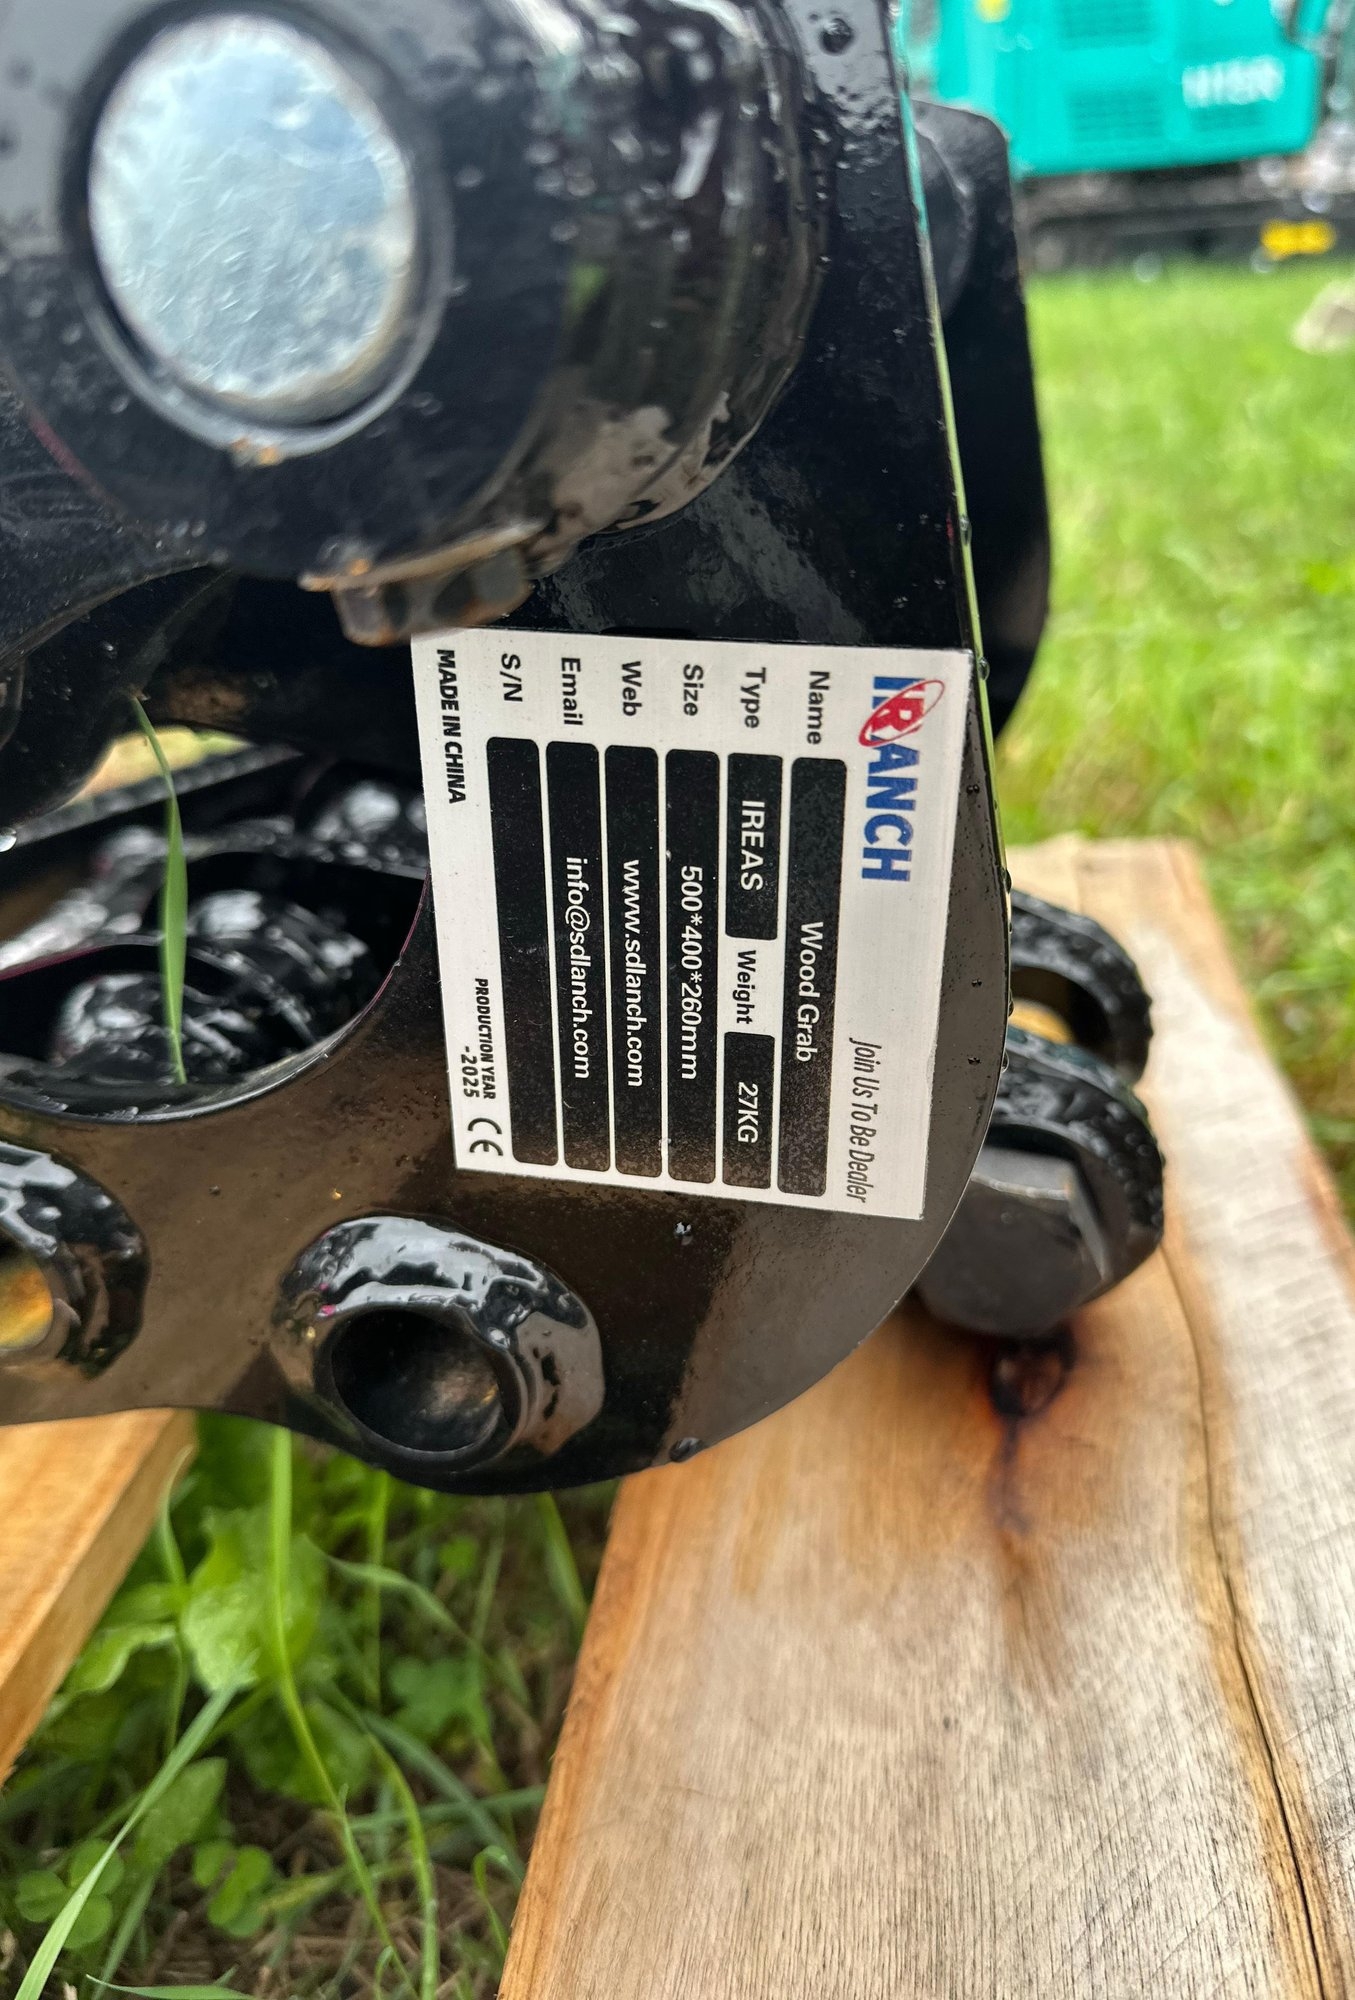 IRANCH
Join Us To Be Dealer
Name Wood Grab
Type IREAS Weight 27KG
Size 500*400*260mm
Web www.sdlanch.com
Email info@sdlanch.com
S/N
MADE IN CHINA
PRODUCTION YEAR
-2025
CE